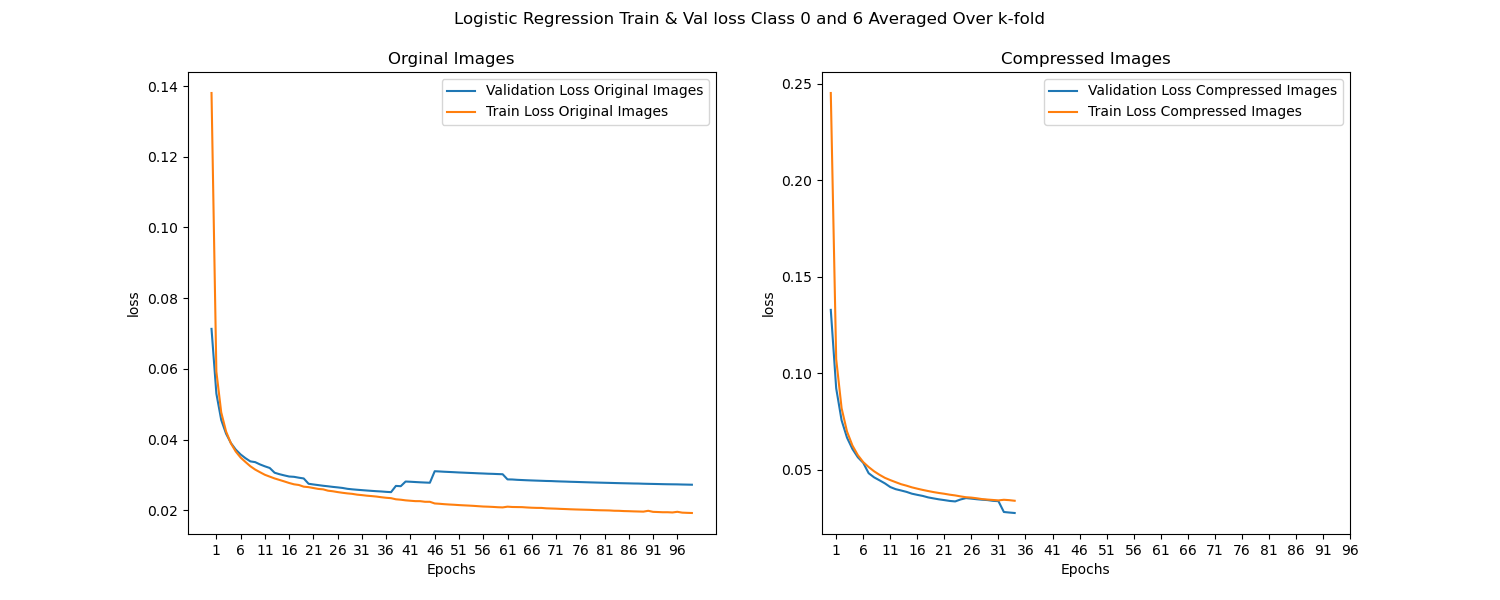 Logistic Regression Train & Val loss Class 0 and 6 Averaged Over k-fold
Orginal Images
Validation Loss Original Images
Train Loss Original Images
0.14
0.12
0.10
0.08
0.06
0.04
0.02
loss
1 6 11 16 21 26 31 36 41 46 51 56 61 66 71 76 81 86 91 96
Epochs
Compressed Images
Validation Loss Compressed Images
Train Loss Compressed Images
0.25
0.20
0.15
0.10
0.05
loss
1 6 11 16 21 26 31 36 41 46 51 56 61 66 71 76 81 86 91 96
Epochs